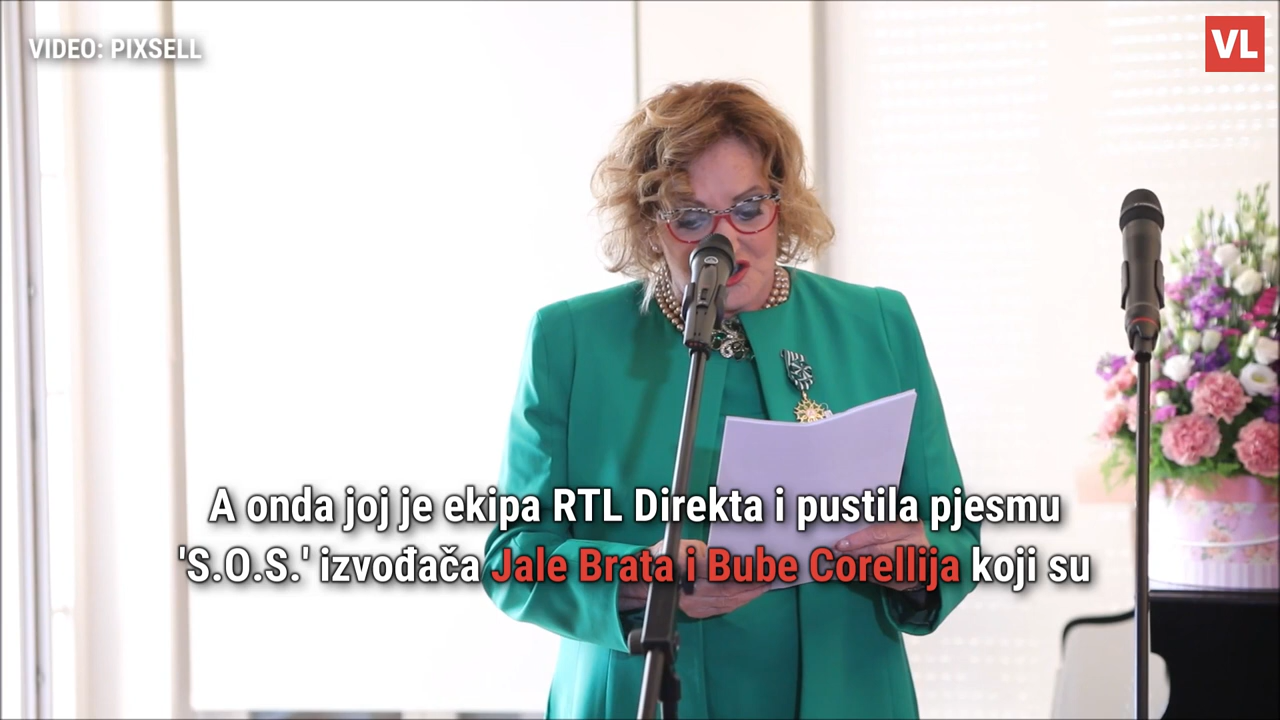 VIDEO: PIXSELL
VL
A onda joj je ekipa RTL Direkta i pustila pjesmu
'S.O.S.' izvođača Jale Brata i Bube Corellija koji su